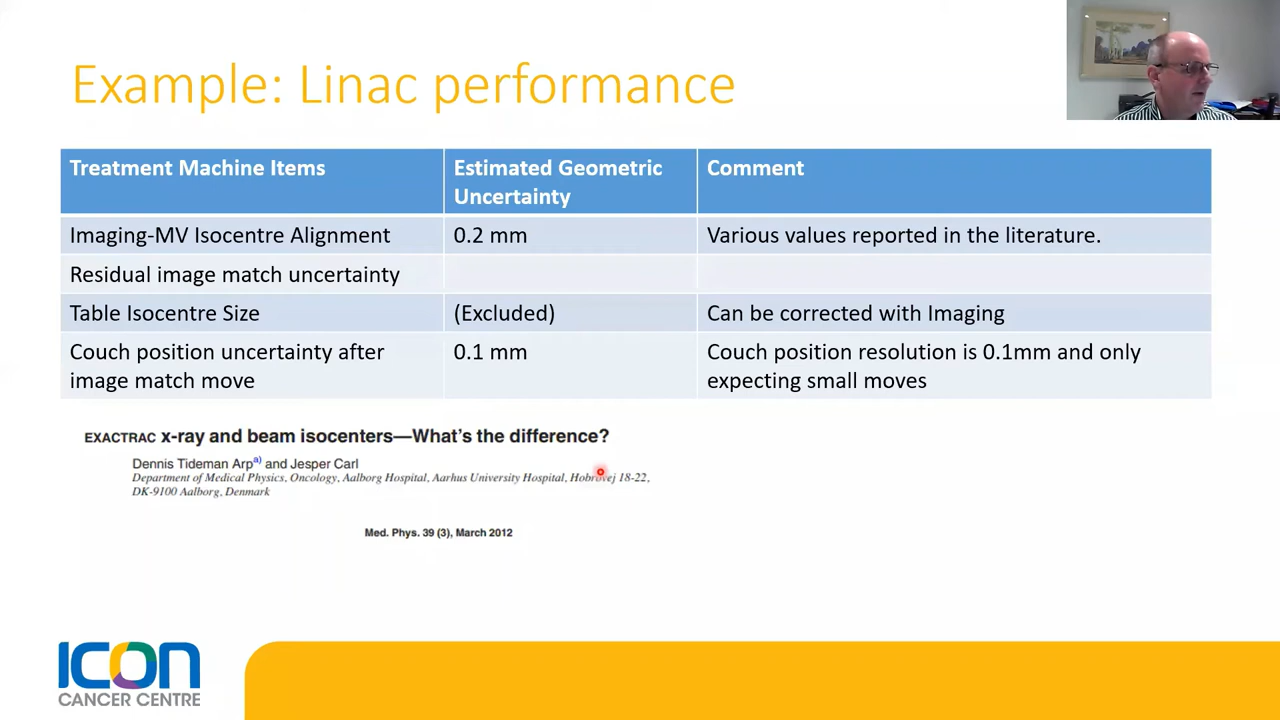 Example: Linac performance
Treatment Machine Items
Estimated Geometric
Uncertainty
Comment
Imaging-MV Isocentre Alignment
0.2 mm
Various values reported in the literature.
Residual image match uncertainty
Table Isocentre Size
(Excluded)
Can be corrected with Imaging
Couch position uncertainty after
image match move
0.1 mm
Couch position resolution is 0.1mm and only
expecting small moves
EXACTRAC x-ray and beam isocenters—What's the difference?
Dennis Tideman Arp a) and Jesper Carl
Department of Medical Physics, Oncology, Aalborg Hospital, Aarhus University Hospital, Hobrovej 18-22,
DK-9100 Aalborg, Denmark
Med. Phys. 39 (3), March 2012
ICON
CANCER CENTRE